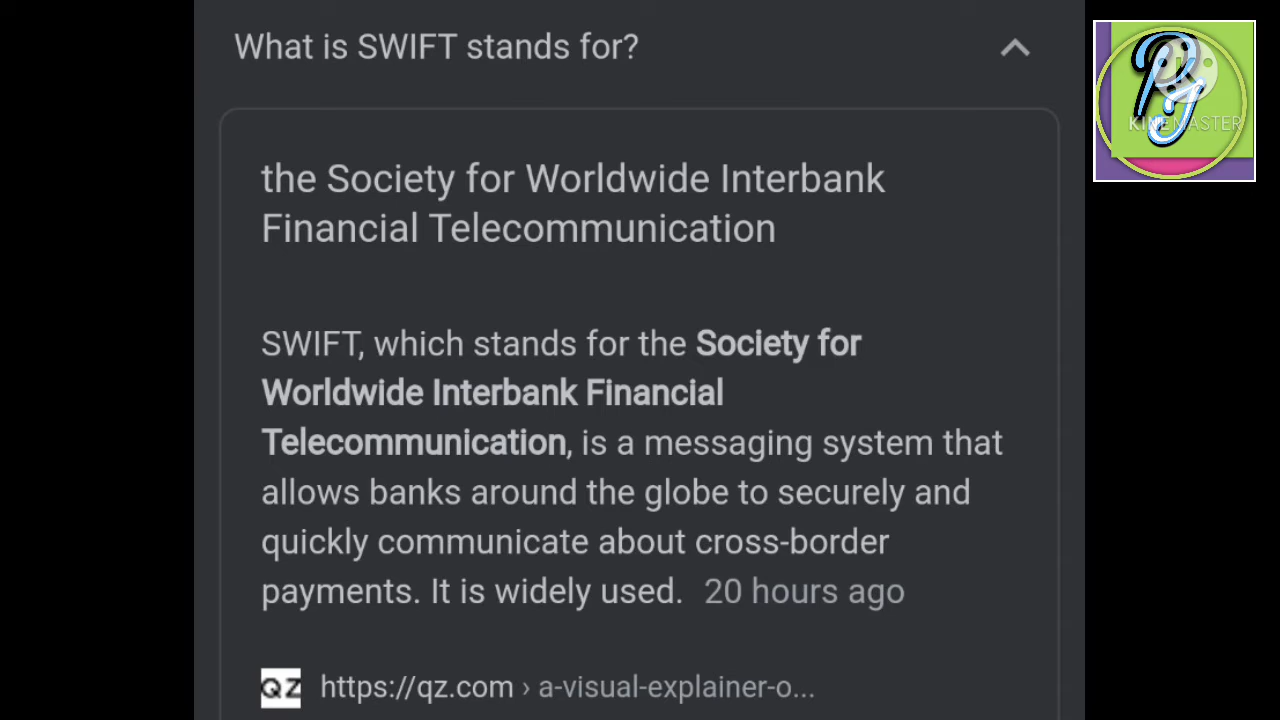 What is SWIFT stands for?
the Society for Worldwide Interbank
Financial Telecommunication
SWIFT, which stands for the Society for
Worldwide Interbank Financial
Telecommunication, is a messaging system that
allows banks around the globe to securely and
quickly communicate about cross-border
payments. It is widely used. 20 hours ago
QZ https://qz.com › a-visual-explainer-o...
KINEMASTER